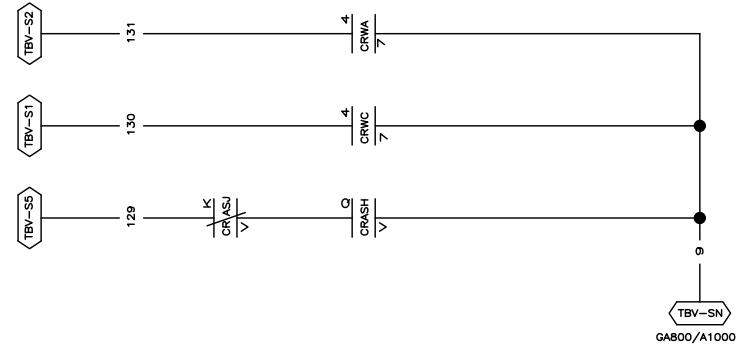 TBV-S2
131
4
CRWA
7
TBV-S1
130
4
CRWC
7
TBV-S5
129
K
CRASJ
V
Q
CRASH
V
9
TBV-SN
GA800/A1000